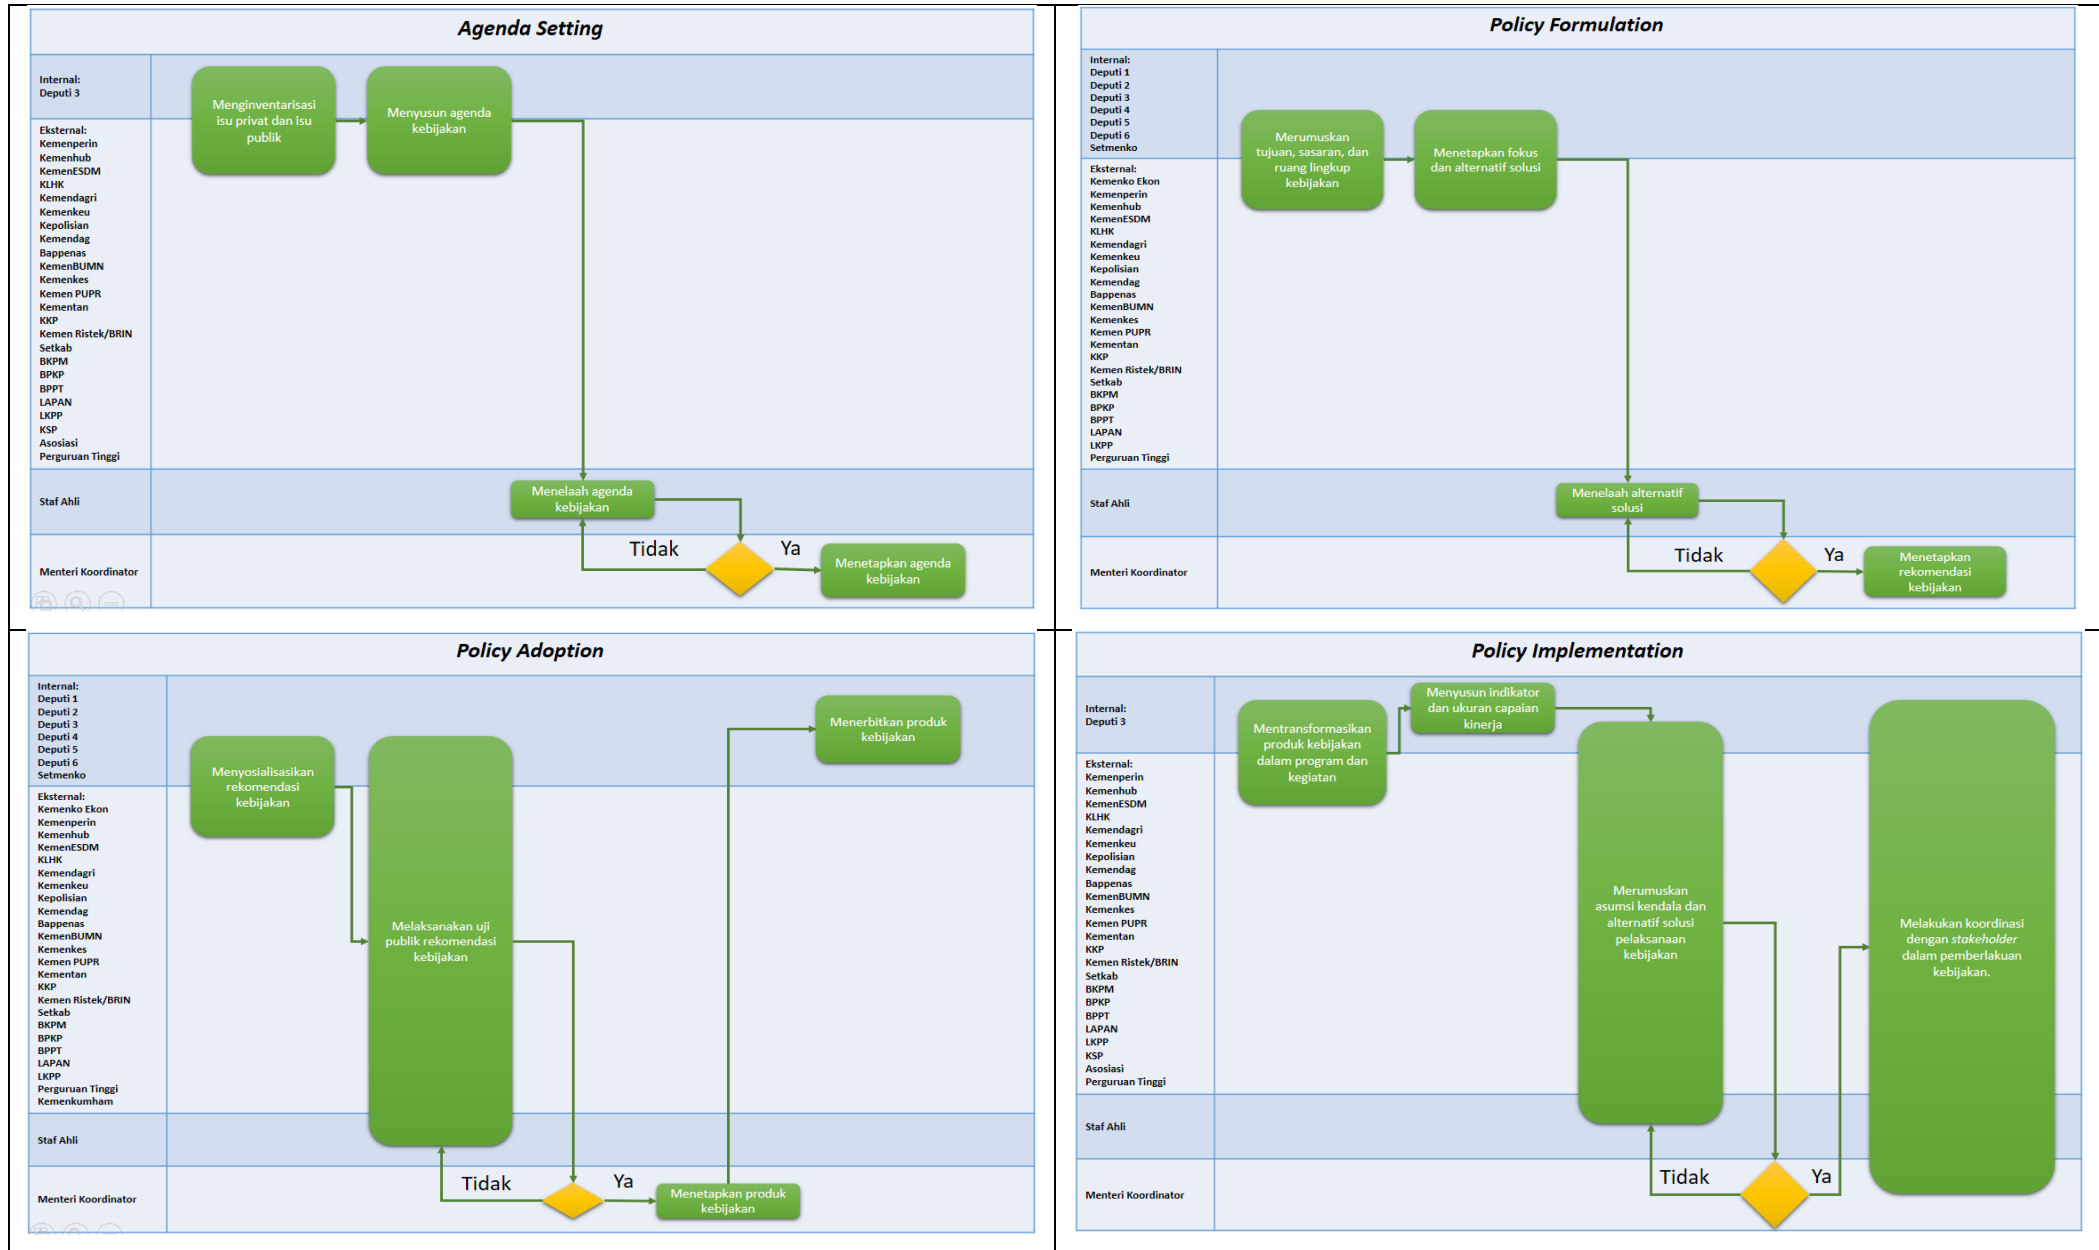 Agenda Setting
Internal:
Deputi 3
Eksternal:
Kemenperin
Kemenhub
KemenESDM
KLHK
Kemendagri
Kemenkeu
Kepolisian
Kemendag
Bappenas
KemenBUMN
Kemenkes
Kemen PUPR
Kementan
KKP
Kemen Ristek/BRIN
Setkab
BKPM
BPKP
BPPT
LAPAN
LKPP
KSP
Asosiasi
Perguruan Tinggi
Staf Ahli
Menteri Koordinator
Menginventarisasi
isu privat dan isu
publik
Menyusun agenda
kebijakan
Menelaah agenda
kebijakan
Tidak
Ya
Menetapkan agenda
kebijakan
Policy Formulation
Internal:
Deputi 1
Deputi 2
Deputi 3
Deputi 4
Deputi 5
Deputi 6
Setmenko
Eksternal:
Kemenko Ekon
Kemenperin
Kemenhub
KemenESDM
KLHK
Kemendagri
Kemenkeu
Kepolisian
Kemendag
Bappenas
KemenBUMN
Kemenkes
Kemen PUPR
Kementan
KKP
Kemen Ristek/BRIN
Setkab
BKPM
BPKP
BPPT
LAPAN
LKPP
Perguruan Tinggi
Staf Ahli
Menteri Koordinator
Merumuskan
tujuan, sasaran, dan
ruang lingkup
kebijakan
Menetapkan fokus
dan alternatif solusi
Menelaah alternatif
solusi
Tidak
Ya
Menetapkan
rekomendasi
kebijakan
Policy Adoption
Internal:
Deputi 1
Deputi 2
Deputi 3
Deputi 4
Deputi 5
Deputi 6
Setmenko
Eksternal:
Kemenko Ekon
Kemenperin
Kemenhub
KemenESDM
KLHK
Kemendagri
Kemenkeu
Kepolisian
Kemendag
Bappenas
KemenBUMN
Kemenkes
Kemen PUPR
Kementan
KKP
Kemen Ristek/BRIN
Setkab
BKPM
BPKP
BPPT
LAPAN
LKPP
Perguruan Tinggi
Kemenkumham
Staf Ahli
Menteri Koordinator
Menyosialisasikan
rekomendasi
kebijakan
Melaksanakan uji
publik rekomendasi
kebijakan
Tidak
Ya
Menetapkan produk
kebijakan
Menerbitkan produk
kebijakan
Policy Implementation
Internal:
Deputi 3
Eksternal:
Kemenperin
Kemenhub
KemenESDM
KLHK
Kemendagri
Kemenkeu
Kepolisian
Kemendag
Bappenas
KemenBUMN
Kemenkes
Kemen PUPR
Kementan
KKP
Kemen Ristek/BRIN
Setkab
BKPM
BPKP
BPPT
LAPAN
LKPP
KSP
Asosiasi
Perguruan Tinggi
Staf Ahli
Menteri Koordinator
Mentransformasikan
produk kebijakan
dalam program dan
kegiatan
Menyusun indikator
dan ukuran capaian
kinerja
Merumuskan
asumsi kendala dan
alternatif solusi
pelaksanaan
kebijakan
Tidak
Ya
Melakukan koordinasi
dengan stakeholder
dalam pemberlakuan
kebijakan.